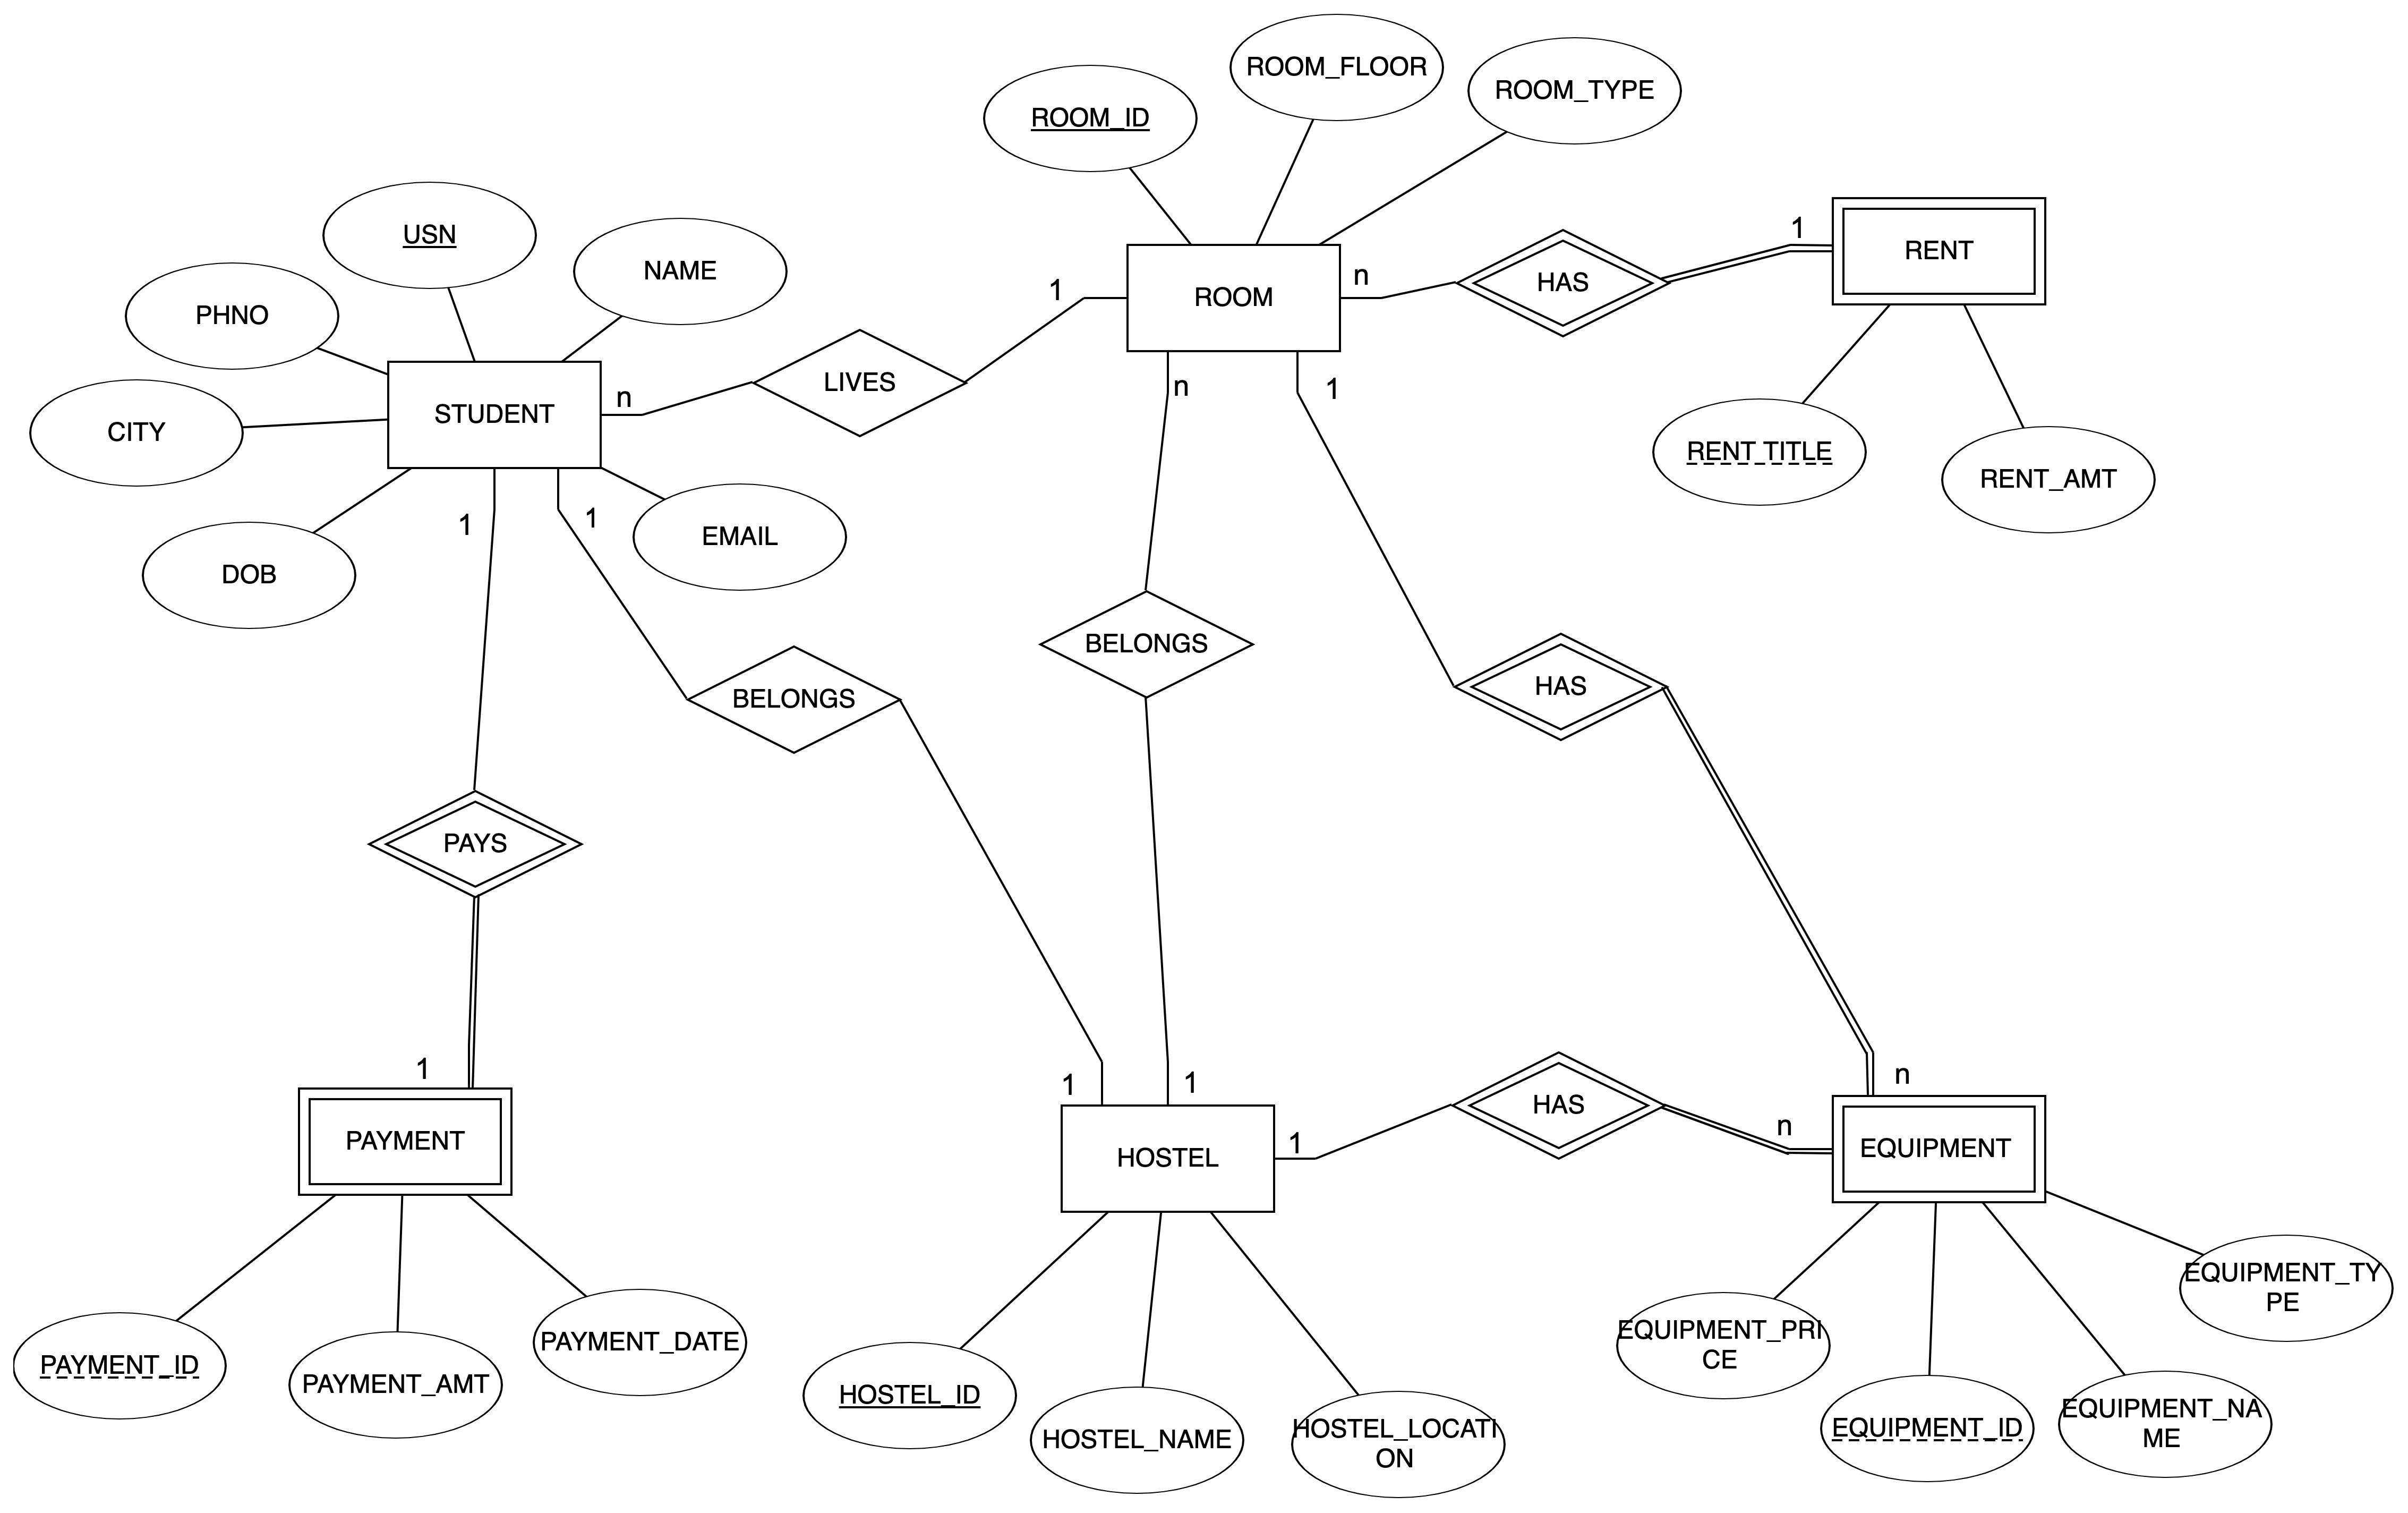 ROOM_FLOOR
ROOM_TYPE
ROOM_ID
USN
NAME
PHNO
CITY
STUDENT
DOB
EMAIL
n
LIVES
1
ROOM
n
HAS
1
RENT
RENT TITLE
RENT_AMT
n
1
1
1
BELONGS
BELONGS
HAS
PAYS
1
PAYMENT
1
1
HOSTEL
1
HAS
n
n
EQUIPMENT
PAYMENT_ID
PAYMENT_AMT
PAYMENT_DATE
HOSTEL_ID
HOSTEL_NAME
HOSTEL_LOCATI
ON
EQUIPMENT_PRI
CE
EQUIPMENT_ID
EQUIPMENT_NA
ME
EQUIPMENT_TY
PE